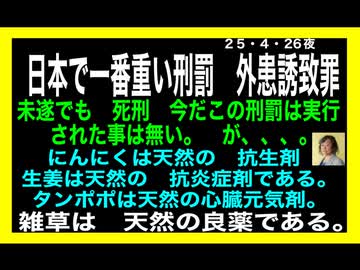 ２５・４・２６夜
日本で一番重い刑罰　外患誘致罪
未遂でも　死刑　今だこの刑罰は実行
された事は無い。　が、、、。
にんにくは天然の　抗生剤
生姜は天然の　抗炎症剤である。
タンポポは天然の心臓元気剤。
雑草は　天然の良薬である。